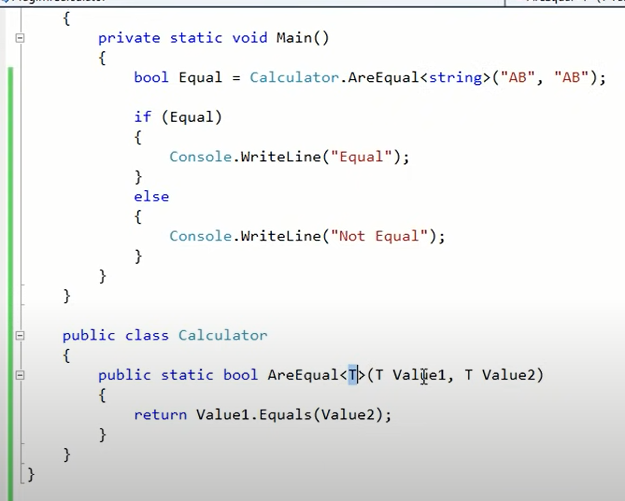 {
private static void Main()
{
bool Equal = Calculator.AreEqual<string>("AB", "AB");
if (Equal)
{
Console.WriteLine("Equal");
}
else
{
Console.WriteLine("Not Equal");
}
}
}
public class Calculator
{
public static bool AreEqual<T>(T Value1, T Value2)
{
return Value1.Equals(Value2);
}
}
}